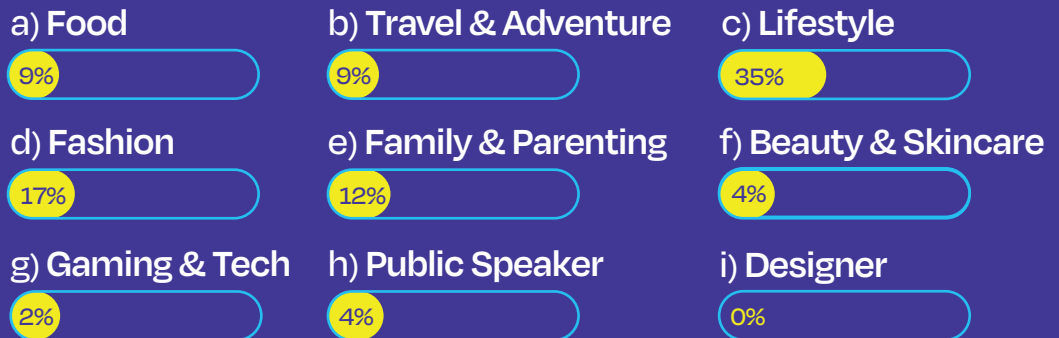 a) Food
b) Travel & Adventure
c) Lifestyle
9%
9%
35%
d) Fashion
e) Family & Parenting
f) Beauty & Skincare
17%
12%
4%
g) Gaming & Tech
h) Public Speaker
i) Designer
2%
4%
0%